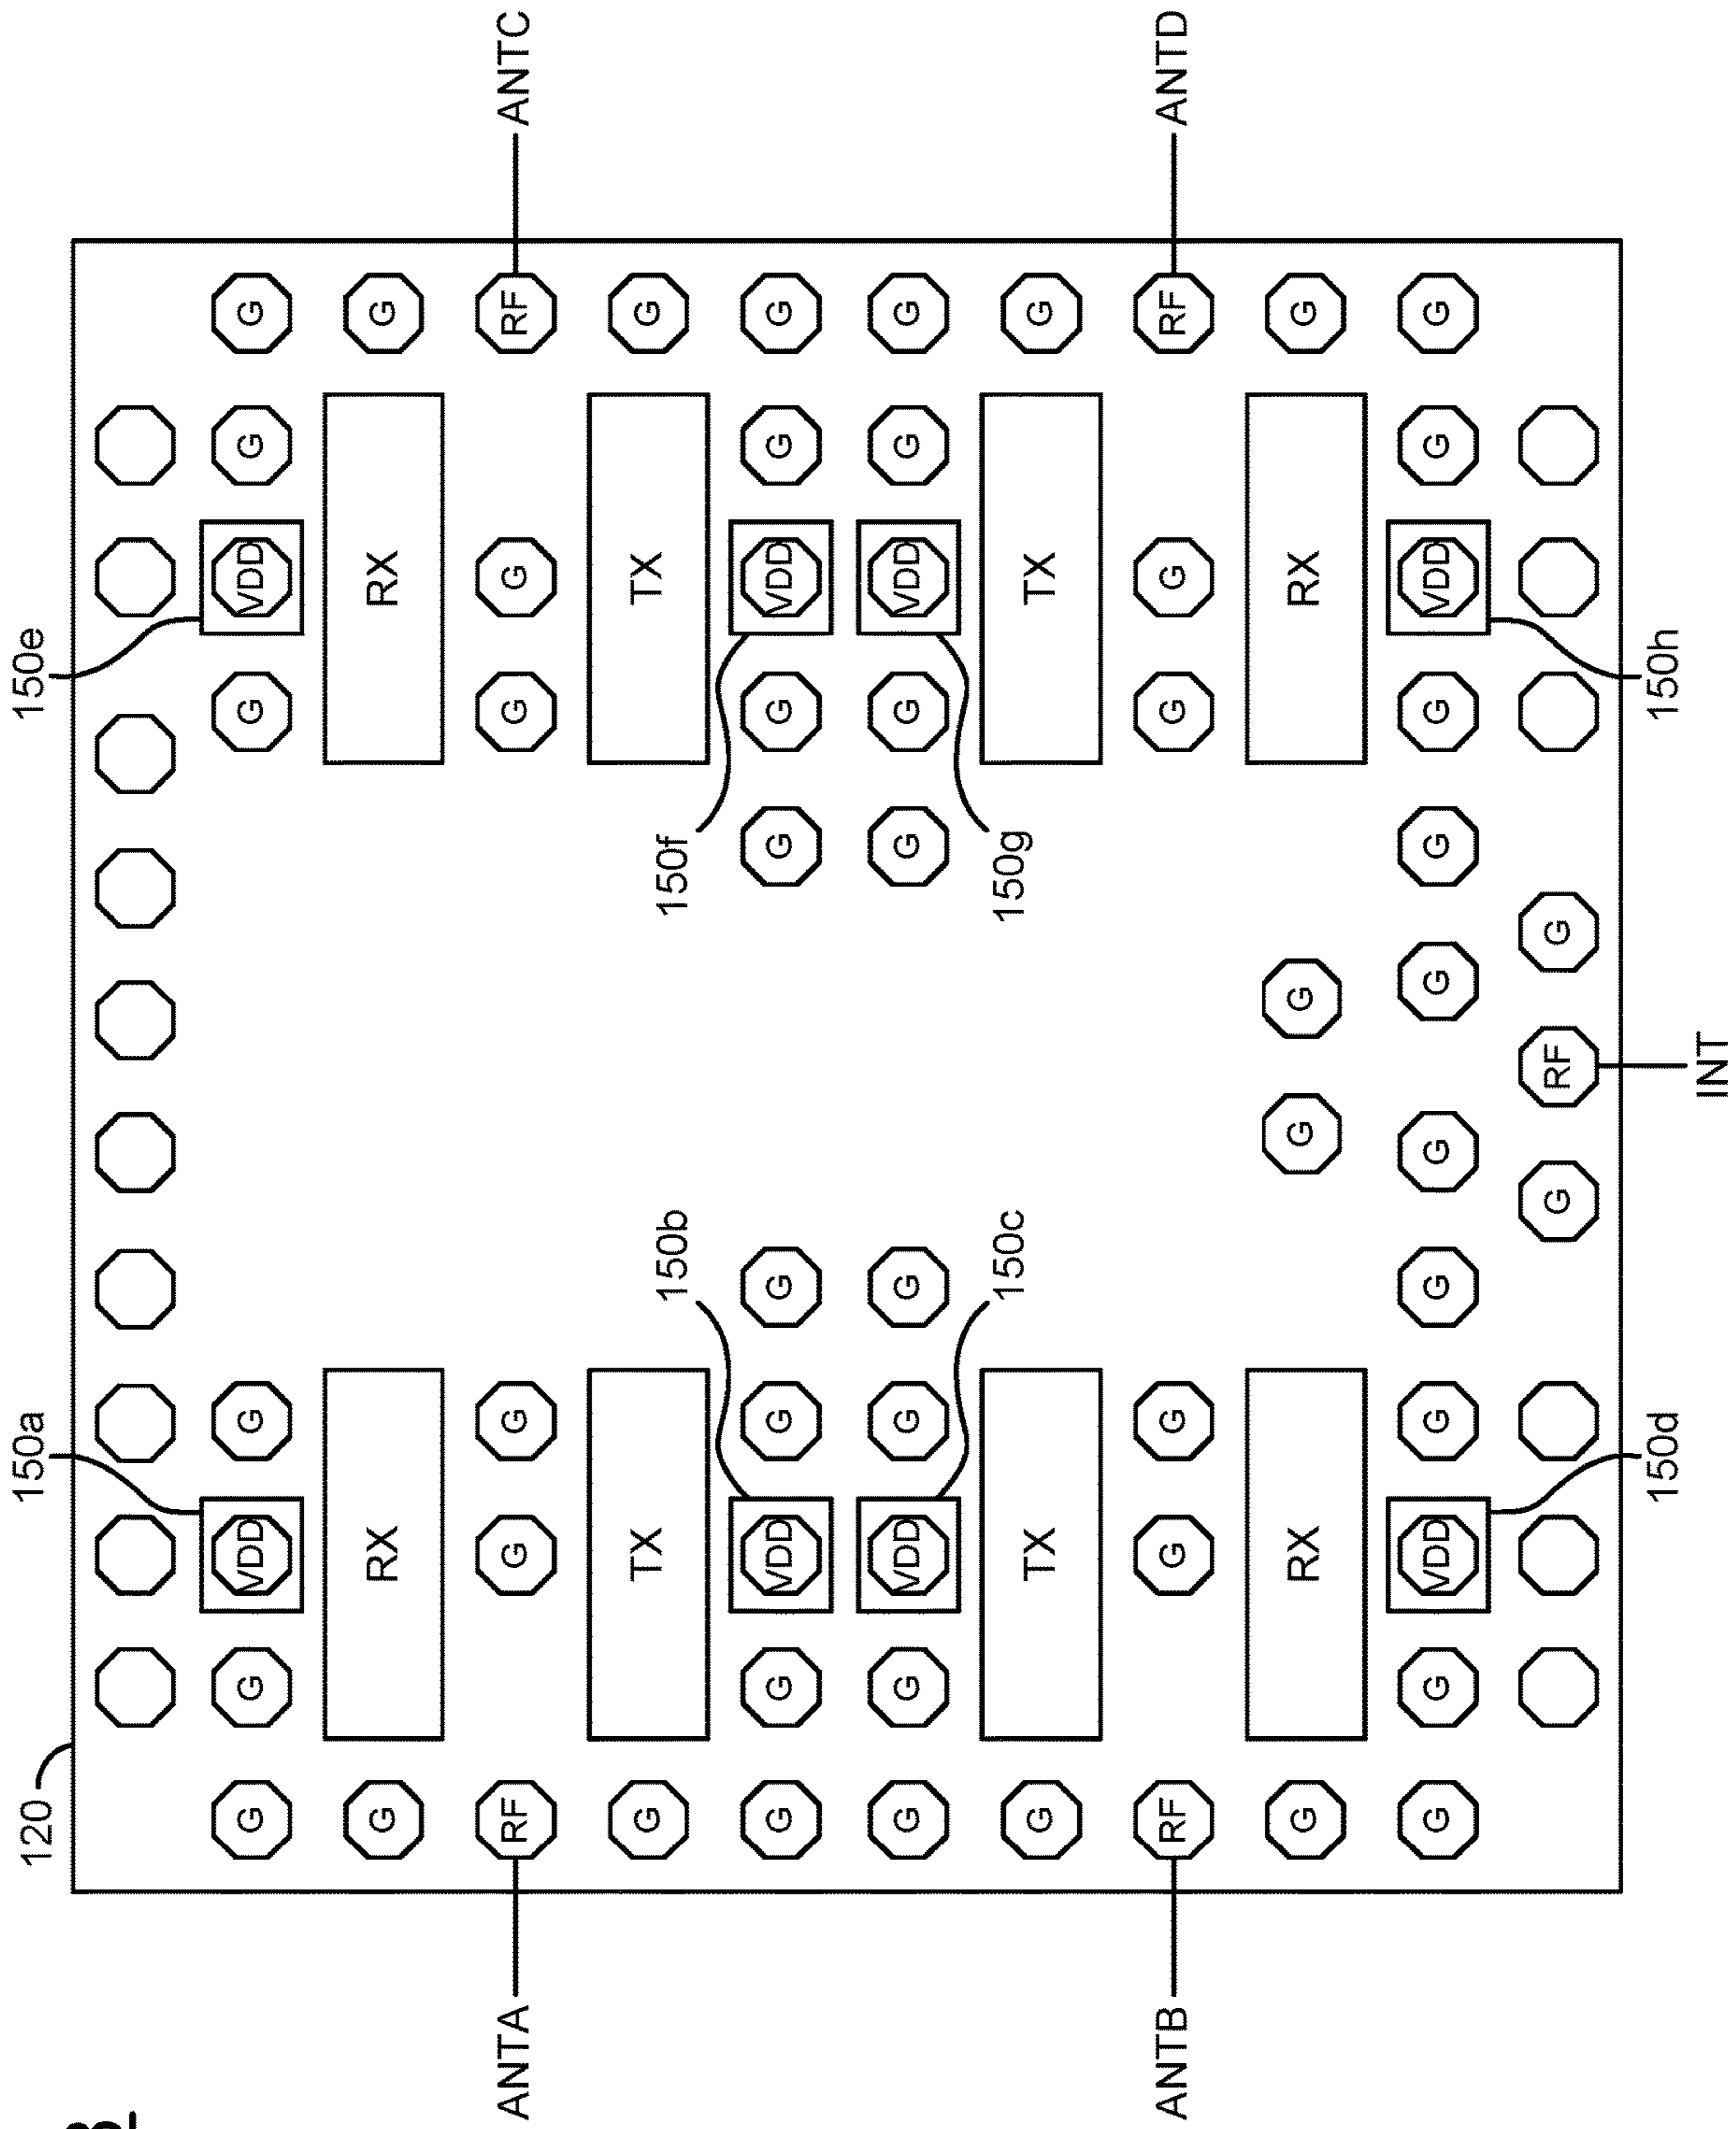 120 150a 150e
G G VDD G G VDD G G
G RX RX G
ANTA RF G G G G RF ANTC
G TX TX G
150b 150f
G G VDD G G G G VDD G G
G G VDD G G G G VDD G G
150c 150g
G TX TX G
ANTB RF G G G G RF ANTD
G RX G G RX G
G G VDD G G G G G G VDD G G
G RF G
150d 150h
INT